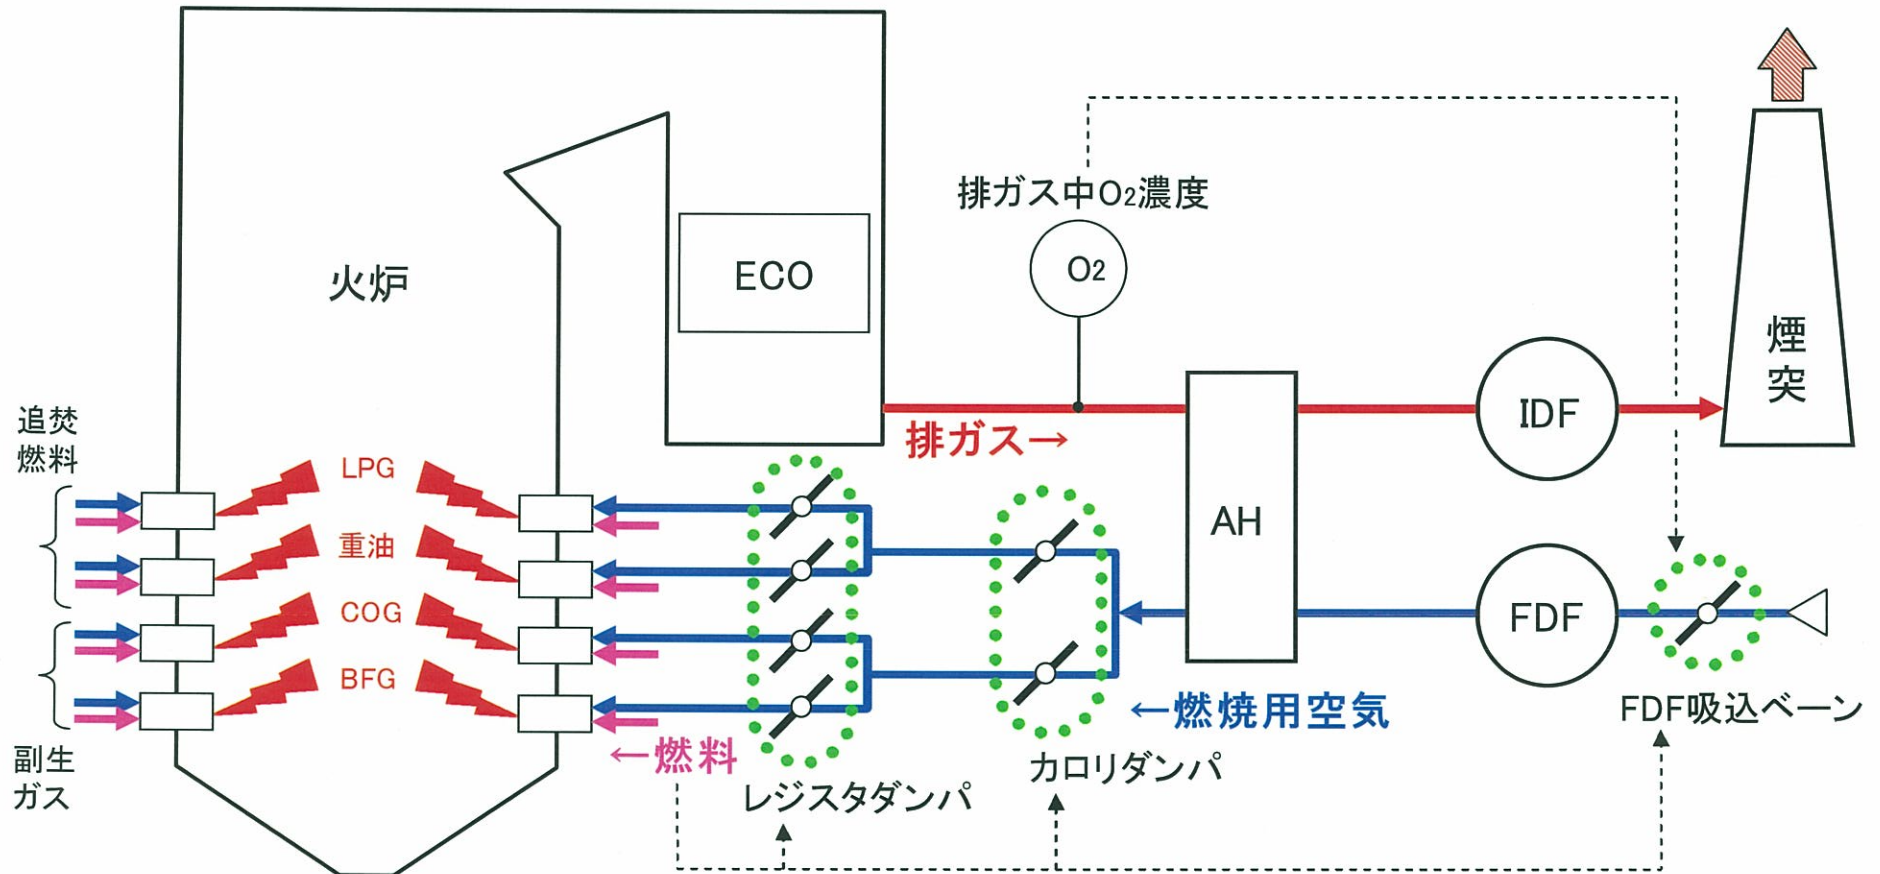 排ガス中O2濃度
O2
火炉
ECO
煙
突
IDF
追焚
燃料
排ガス→
LPG
重油
COG
BFG
AH
FDF
FDF吸込ベーン
←燃焼用空気
←燃料
カロリダンパ
レジスタダンパ
副生
ガス